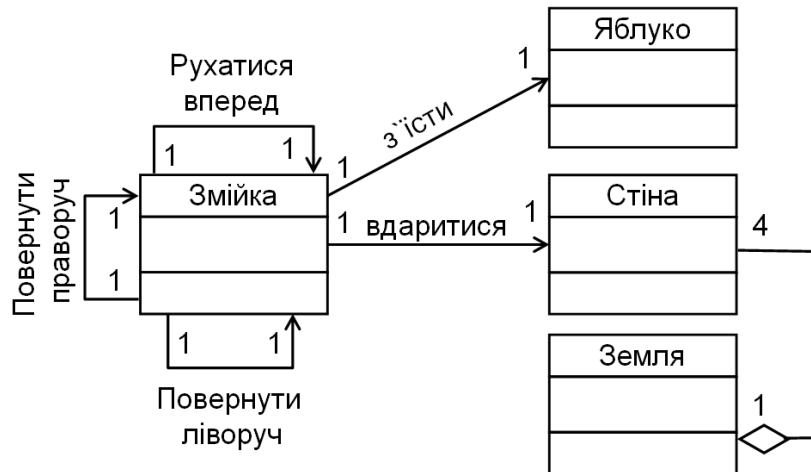 Яблуко
1
Рухатися
вперед
з`їсти
1
1
1
Змійка
1
вдаритися
1
Стіна
4
Повернути
праворуч
1
1
1
1
Земля
1
Повернути
ліворуч